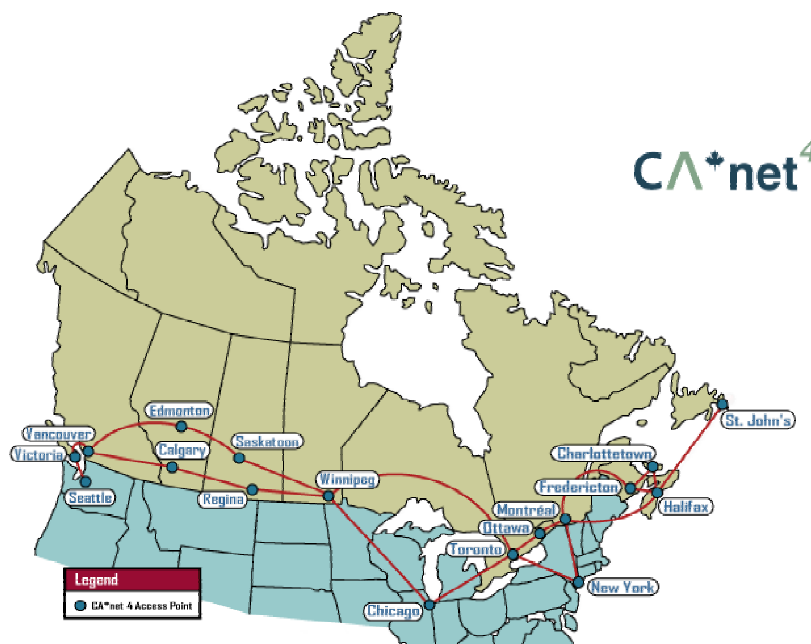 CA*net 4
Edmonton
Vancouver
Victoria
Calgary
Saskatoon
Seattle
Regina
Winnipeg
St. John's
Charlottetown
Fredericton
Halifax
Montréal
Ottawa
Toronto
New York
Chicago
Legend
CA*net 4 Access Point